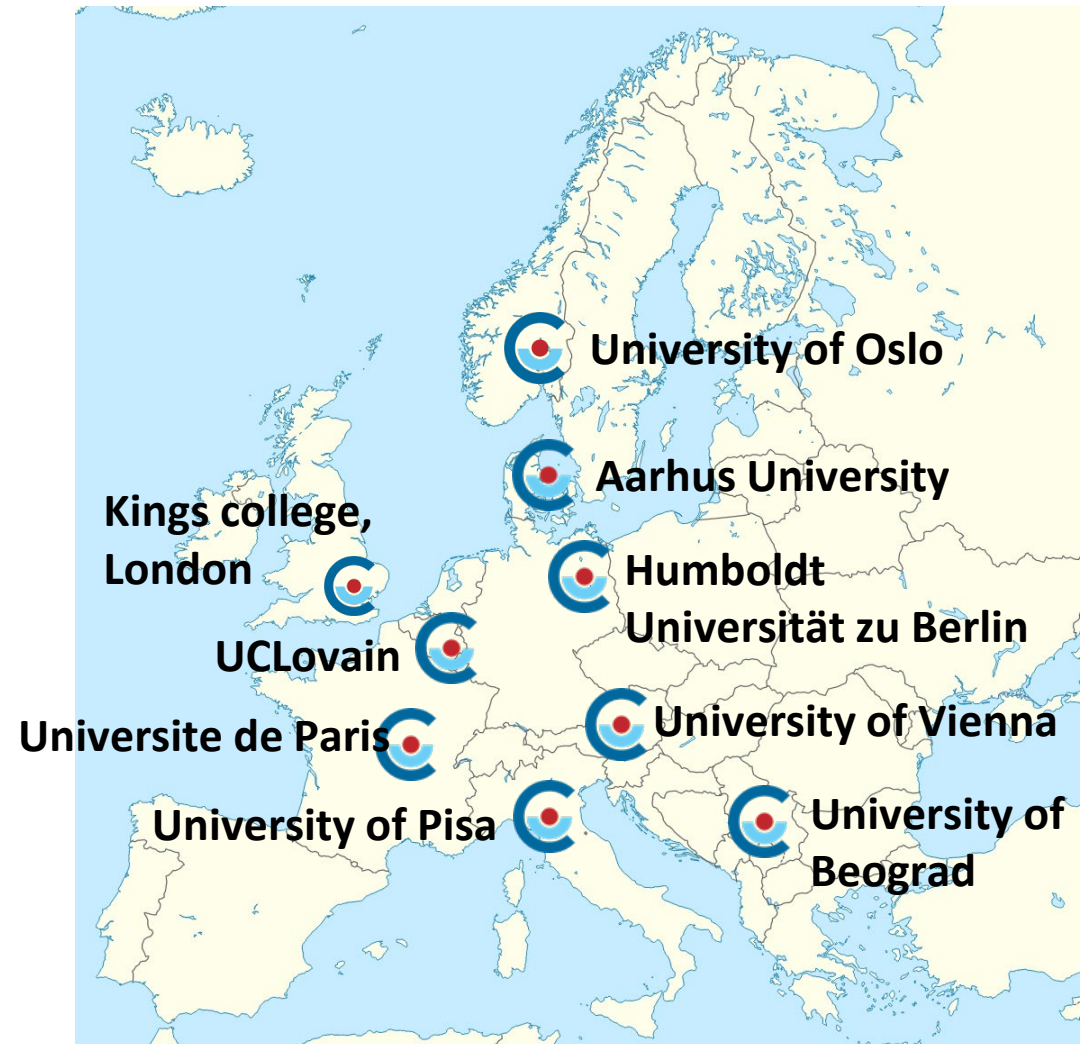 University of Oslo
Aarhus University
Kings college,
London
Humboldt
Universität zu Berlin
UCLovain
University of Vienna
Universite de Paris
University of Pisa
University of
Beograd